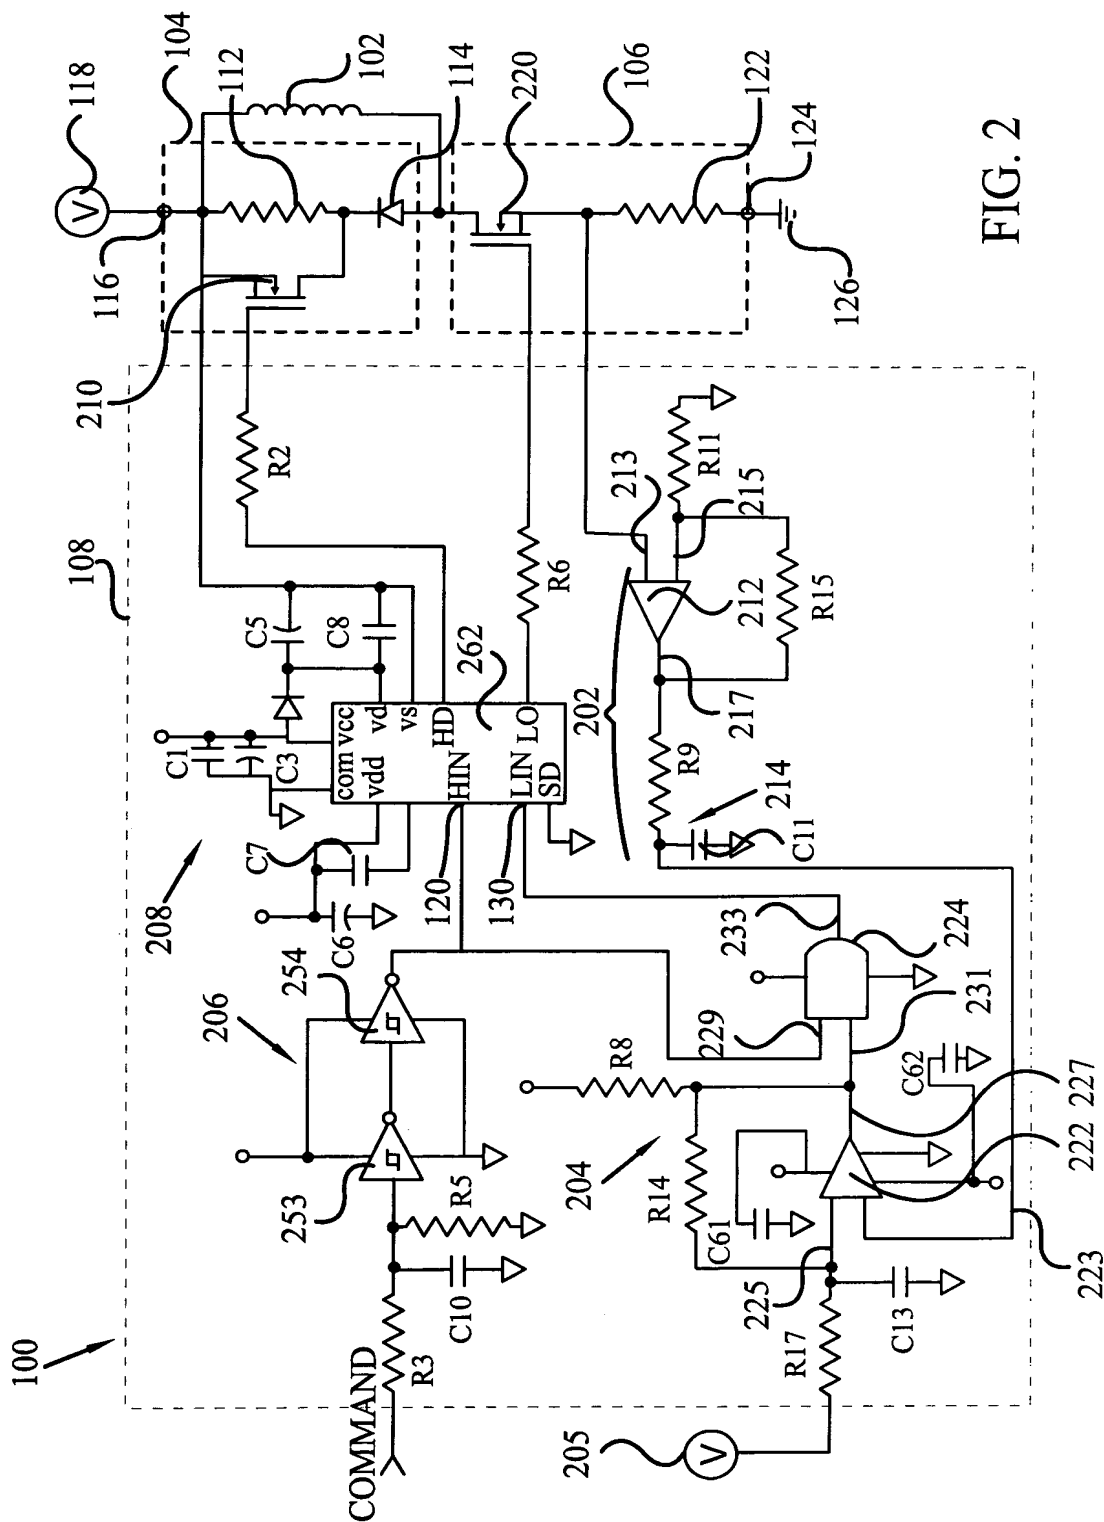 FIG. 2
100
108
118
104
112
102
114
220
106
122
124
126
116
210
V
R2
R6
C5
C8
C1
C3
208
com vcc
vdd
vd
vs
HD
HIN
262
LIN LO
SD
C7
C6
120
130
206
254
253
COMMAND
R3
C10
R5
202
213
215
R11
212
R15
217
R9
214
C11
233
224
229
231
R8
204
R14
C61
C62
227
222
223
225
C13
R17
205
V